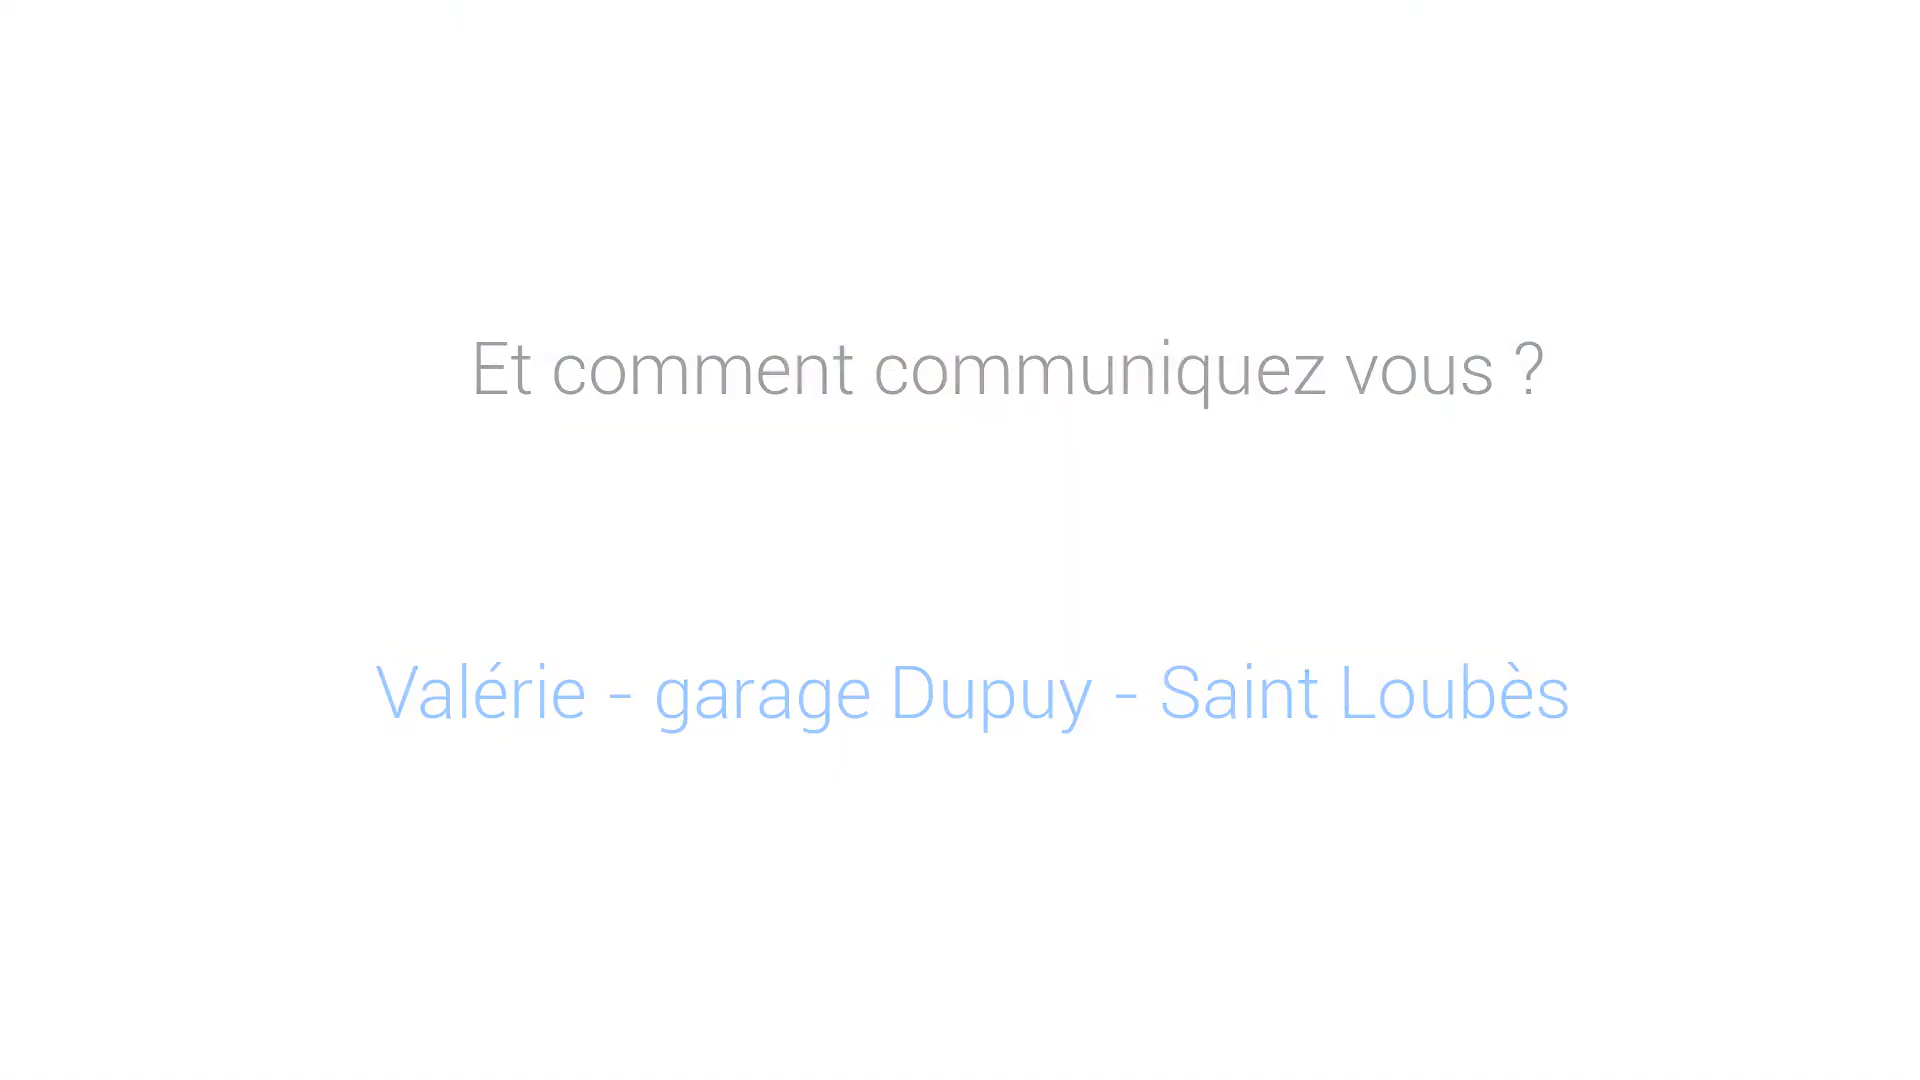 Et comment communiquez vous ?
Valérie - garage Dupuy - Saint Loubès